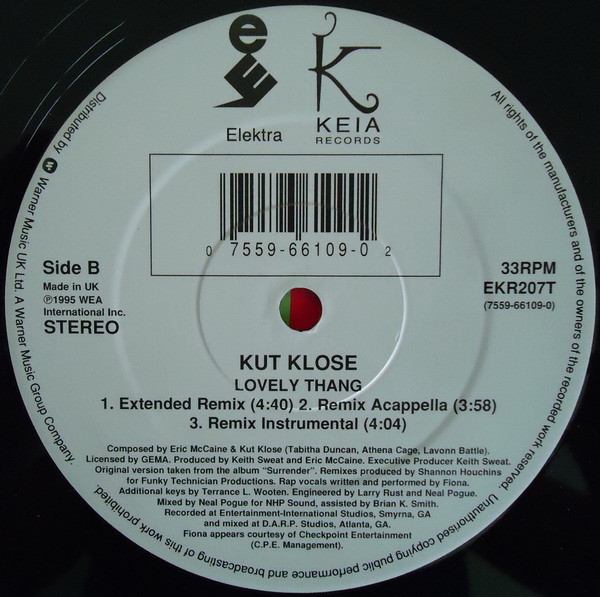 e
Elektra
K
KEIA
RECORDS
0 7559-66109-0 2
Side B
Made in UK
℗1995 WEA
International Inc.
STEREO
33RPM
EKR207T
(7559-66109-0)
KUT KLOSE
LOVELY THANG
1. Extended Remix (4:40) 2. Remix Acappella (3:58)
3. Remix Instrumental (4:04)
Composed by Eric McCaine & Kut Klose (Tabitha Duncan, Athena Cage, Lavonn Battle).
Licensed by GEMA. Produced by Keith Sweat and Eric McCaine. Executive Producer Keith Sweat.
Original version taken from the album “Surrender”. Remixes produced by Shannon Houchins
for Funky Technician Productions. Rap vocals written and performed by Fiona.
Additional keys by Terrance L. Wooten. Engineered by Larry Rust and Neal Pogue.
Mixed by Neal Pogue for NHP Sound, assisted by Brian K. Smith.
Recorded at Entertainment-International Studios, Smyrna, GA
and mixed at D.A.R.P. Studios, Atlanta, GA.
Fiona appears courtesy of Checkpoint Entertainment
(C.P.E. Management).
Distributed by Warner Music UK Ltd. A Warner Music Group Company.
All rights of the manufacturers and of the owners of the recorded work reserved. Unauthorised copying public performance and broadcasting of this work prohibited.